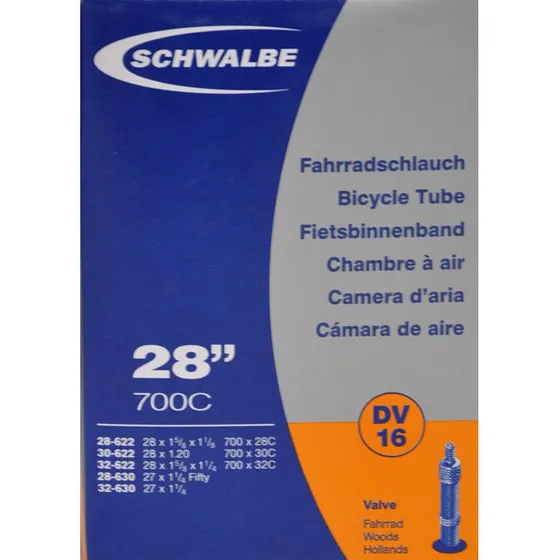 SCHWALBE
Fahrradschlauch
Bicycle Tube
Fietsbinnenband
Chambre à air
Camera d'aria
Cámara de aire
28”
700C
28-622 28 x 1⁵/₈ x 1¹/₈ 700 x 28C
30-622 28 x 1.20 700 x 30C
32-622 28 x 1⁵/₈ x 1¹/₄ 700 x 32C
28-630 27 x 1¹/₄ Fifty
32-630 27 x 1¹/₄
DV
16
Valve
Fahrrad
Woods
Hollands